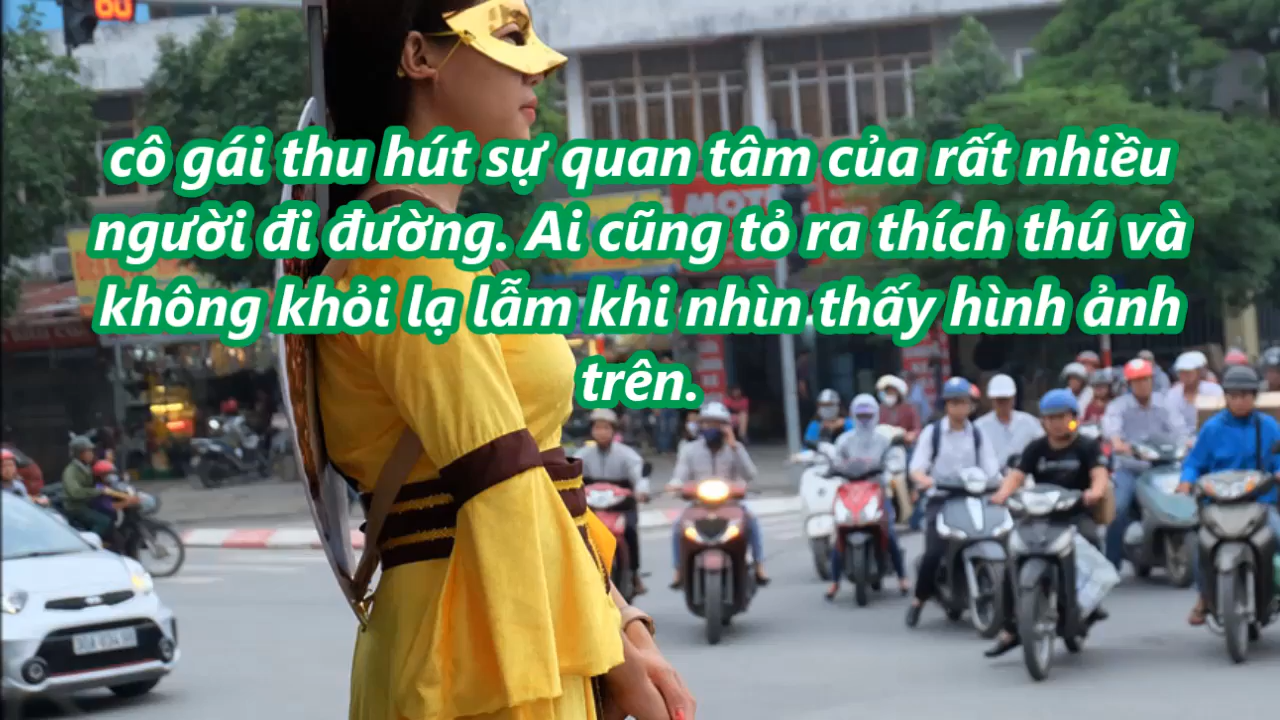 60
cô gái thu hút sự quan tâm của rất nhiều
người đi đường. Ai cũng tỏ ra thích thú và
không khỏi lạ lẫm khi nhìn thấy hình ảnh
trên.